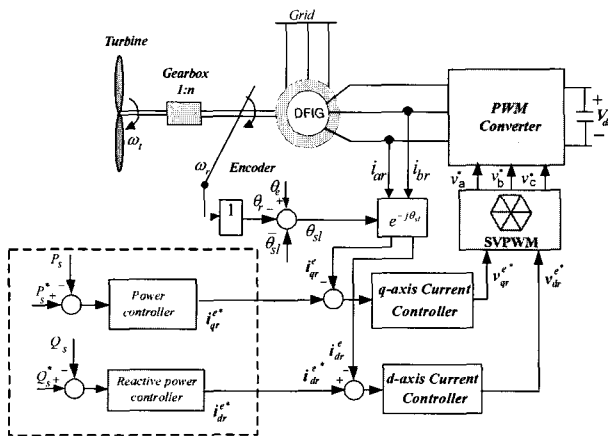 Grid
Turbine
Gearbox
1:n
DFIG
PWM
Converter
+
V_d
−
ω_t
ω_r
Encoder
i_ar
i_br
v_a^*
v_b^*
v_c^*
θ_e
θ_r
−
+
1
θ_sl
θ̄_sl
e^{-jθ_sl}
SVPWM
P_s
P_s^*
+
−
Power
controller
i_qr^{e*}
i_qr^e
−
q-axis Current
Controller
v_qr^{e*}
v_dr^{e*}
Q_s
Q_s^*
+
−
Reactive power
controller
i_dr^{e*}
i_dr^e
i_dr^{e*}
−
+
d-axis Current
Controller